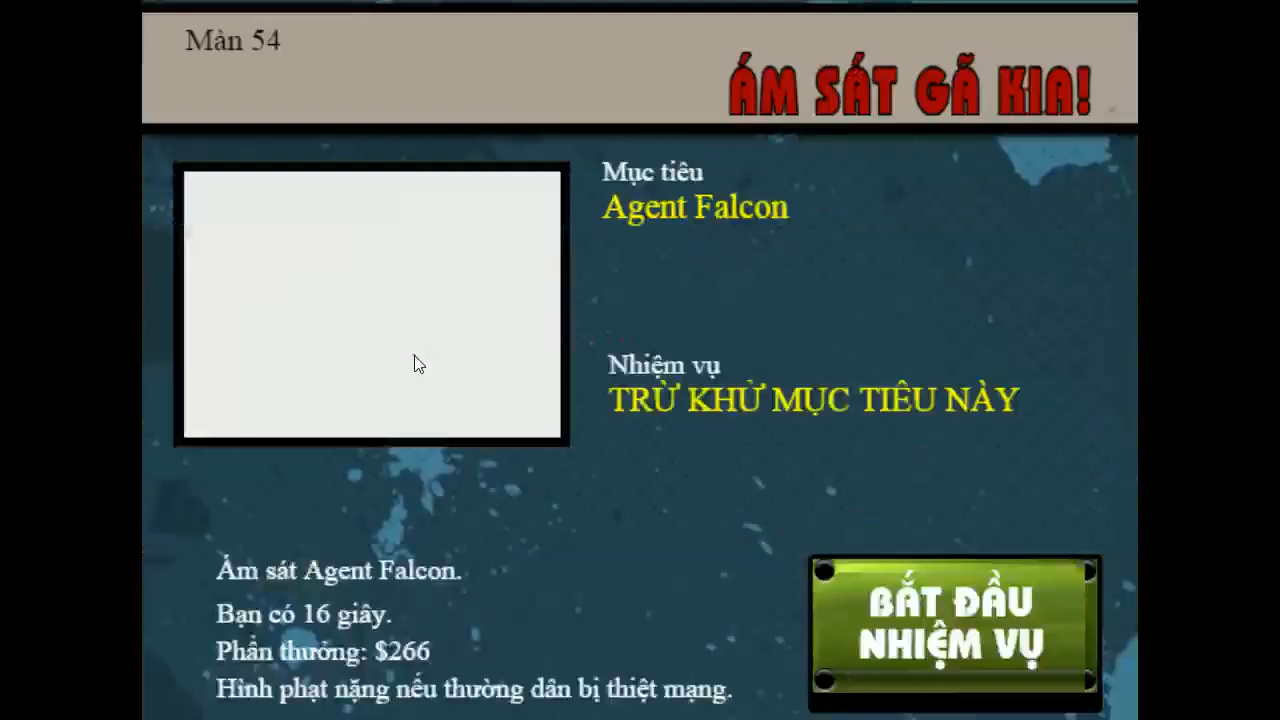 Màn 54
ÁM SÁT GÃ KIA!
Mục tiêu
Agent Falcon
Nhiệm vụ
TRỪ KHỬ MỤC TIÊU NÀY
Ám sát Agent Falcon.
Bạn có 16 giây.
Phần thưởng: $266
Hình phạt nặng nếu thường dân bị thiệt mạng.
BẮT ĐẦU
NHIỆM VỤ